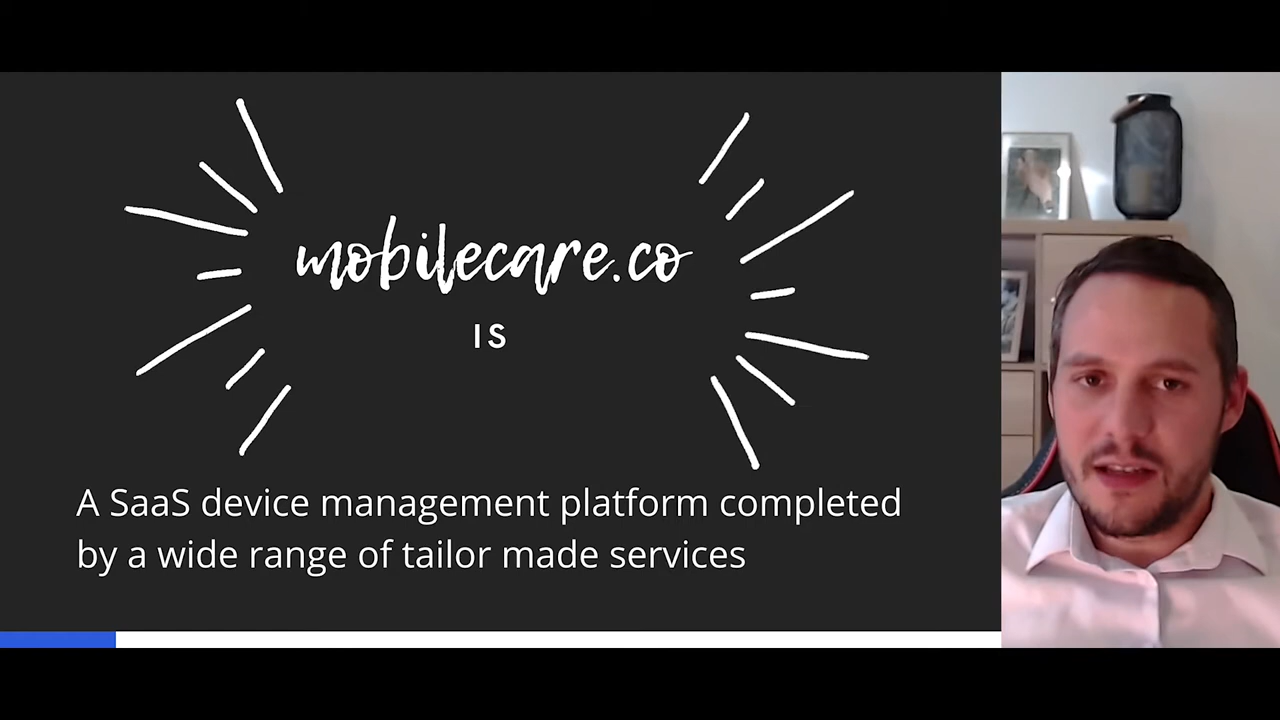 mobilecare.co
IS
A SaaS device management platform completed
by a wide range of tailor made services